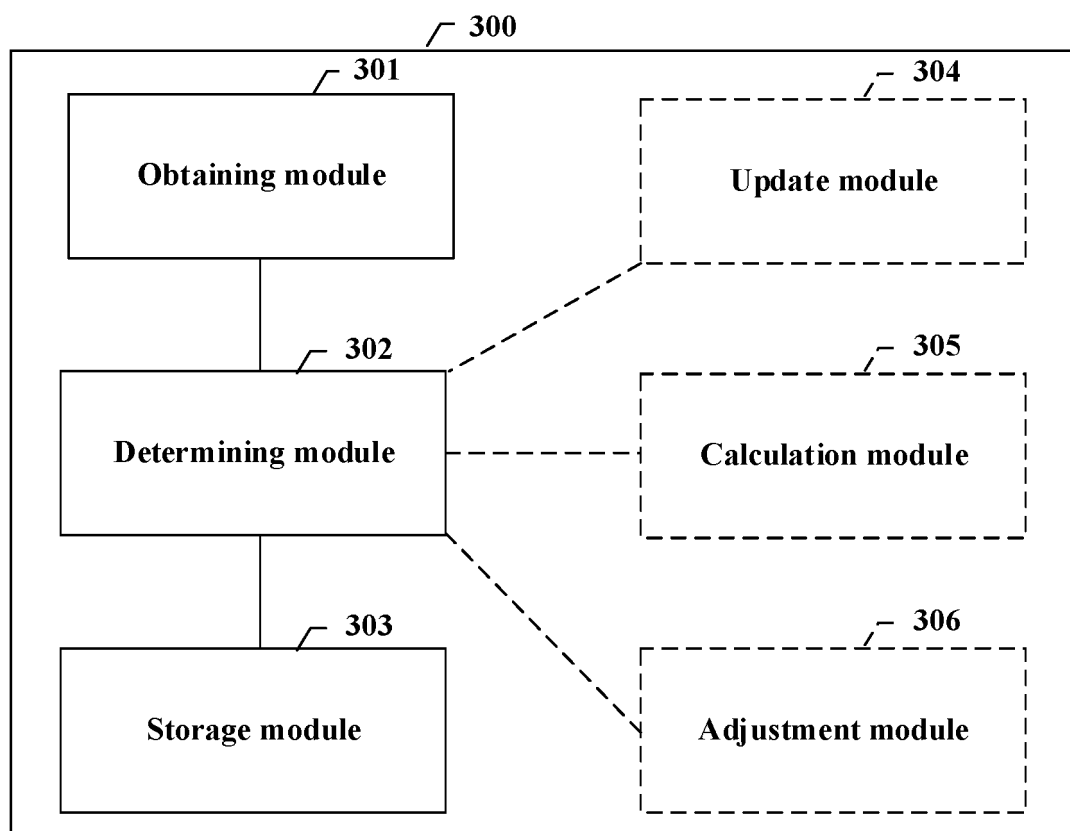 300
301
Obtaining module
304
Update module
302
Determining module
305
Calculation module
303
Storage module
306
Adjustment module